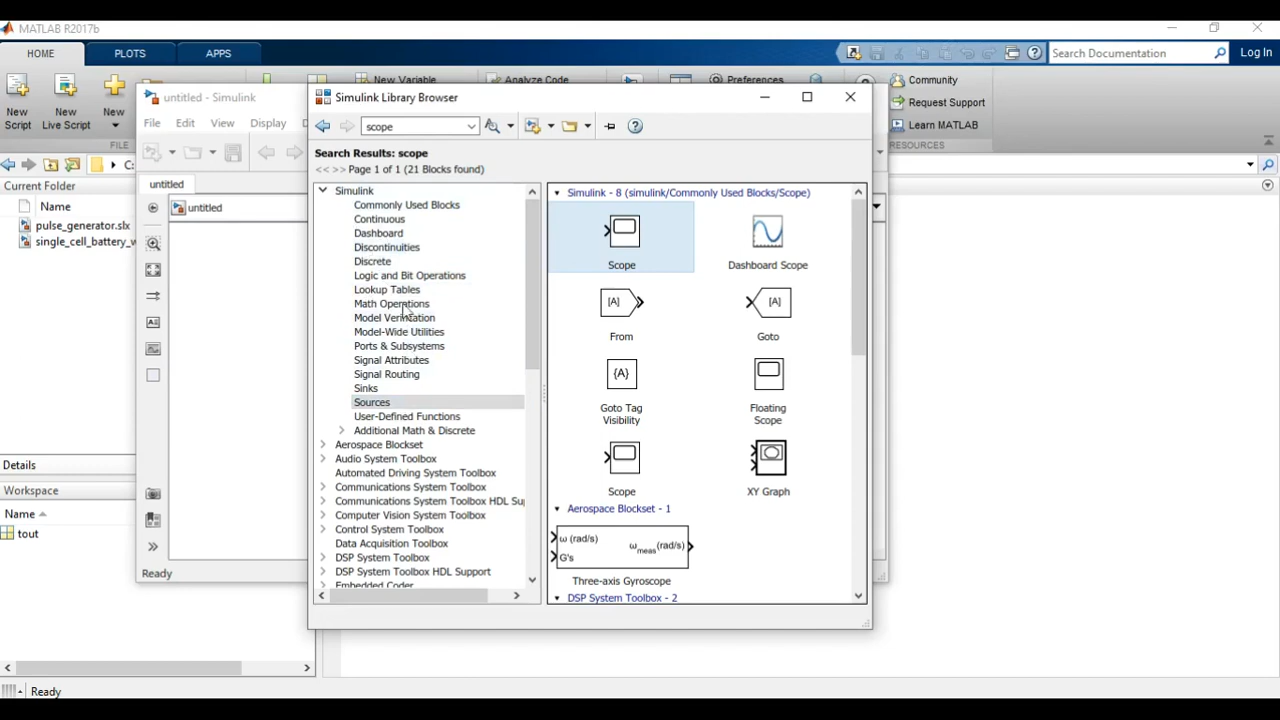 MATLAB R2017b
HOME PLOTS APPS
Search Documentation
Log In
New Script
New Live Script
New
FILE
New Variable
Analyze Code
Preferences
Community
Request Support
Learn MATLAB
RESOURCES
C:
Current Folder
Name
pulse_generator.slx
single_cell_battery_w
Details
Workspace
Name
tout
Ready
untitled - Simulink
File Edit View Display
untitled
untitled
Ready
Simulink Library Browser
scope
Search Results: scope
<< >> Page 1 of 1 (21 Blocks found)
Simulink
Commonly Used Blocks
Continuous
Dashboard
Discontinuities
Discrete
Logic and Bit Operations
Lookup Tables
Math Operations
Model Verification
Model-Wide Utilities
Ports & Subsystems
Signal Attributes
Signal Routing
Sinks
Sources
User-Defined Functions
Additional Math & Discrete
Aerospace Blockset
Audio System Toolbox
Automated Driving System Toolbox
Communications System Toolbox
Communications System Toolbox HDL Su
Computer Vision System Toolbox
Control System Toolbox
Data Acquisition Toolbox
DSP System Toolbox
DSP System Toolbox HDL Support
Embedded Coder
Simulink - 8 (simulink/Commonly Used Blocks/Scope)
Scope
Dashboard Scope
[A]
From
[A]
Goto
{A}
Goto Tag
Visibility
Floating
Scope
Scope
XY Graph
Aerospace Blockset - 1
ω (rad/s)
G's
ωmeas(rad/s)
Three-axis Gyroscope
DSP System Toolbox - 2